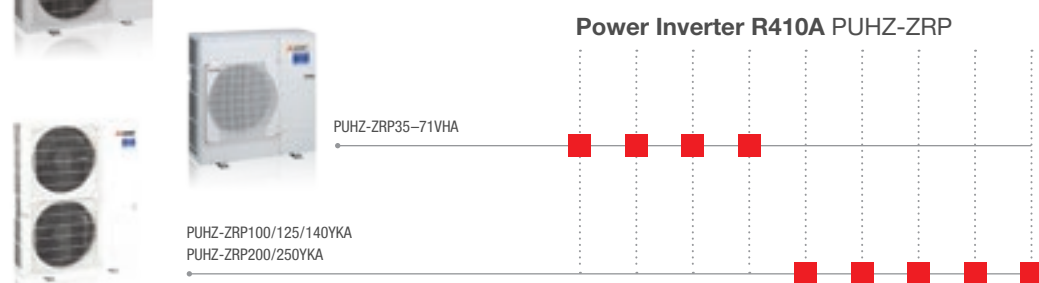 Power Inverter R410A PUHZ-ZRP
PUHZ-ZRP35–71VHA
PUHZ-ZRP100/125/140YKA
PUHZ-ZRP200/250YKA